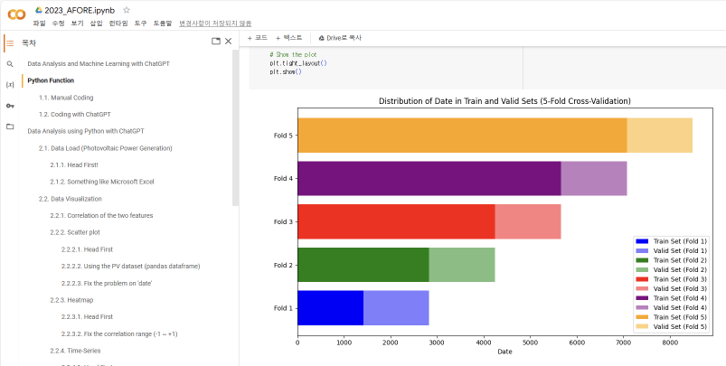 2023_AFORE.ipynb
파일 수정 보기 삽입 런타임 도구 도움말 변경사항이 저장되지 않음
목차
Data Analysis and Machine Learning with ChatGPT
Python Function
1.1. Manual Coding
1.2. Coding with ChatGPT
Data Analysis using Python with ChatGPT
2.1. Data Load (Photovoltaic Power Generation)
2.1.1. Head First!
2.1.2. Something like Microsoft Excel
2.2. Data Visualization
2.2.1. Correlation of the two features
2.2.2. Scatter plot
2.2.2.1. Head First
2.2.2.2. Using the PV dataset (pandas dataframe)
2.2.2.3. Fix the problem on 'date'
2.2.3. Heatmap
2.2.3.1. Head First
2.2.3.2. Fix the correlation range (-1 ~ +1)
2.2.4. Time-Series
+ 코드 + 텍스트 Drive로 복사
# Show the plot
plt.tight_layout()
plt.show()
Distribution of Date in Train and Valid Sets (5-Fold Cross-Validation)
Fold 5
Fold 4
Fold 3
Fold 2
Fold 1
Train Set (Fold 1)
Valid Set (Fold 1)
Train Set (Fold 2)
Valid Set (Fold 2)
Train Set (Fold 3)
Valid Set (Fold 3)
Train Set (Fold 4)
Valid Set (Fold 4)
Train Set (Fold 5)
Valid Set (Fold 5)
0 1000 2000 3000 4000 5000 6000 7000 8000
Date